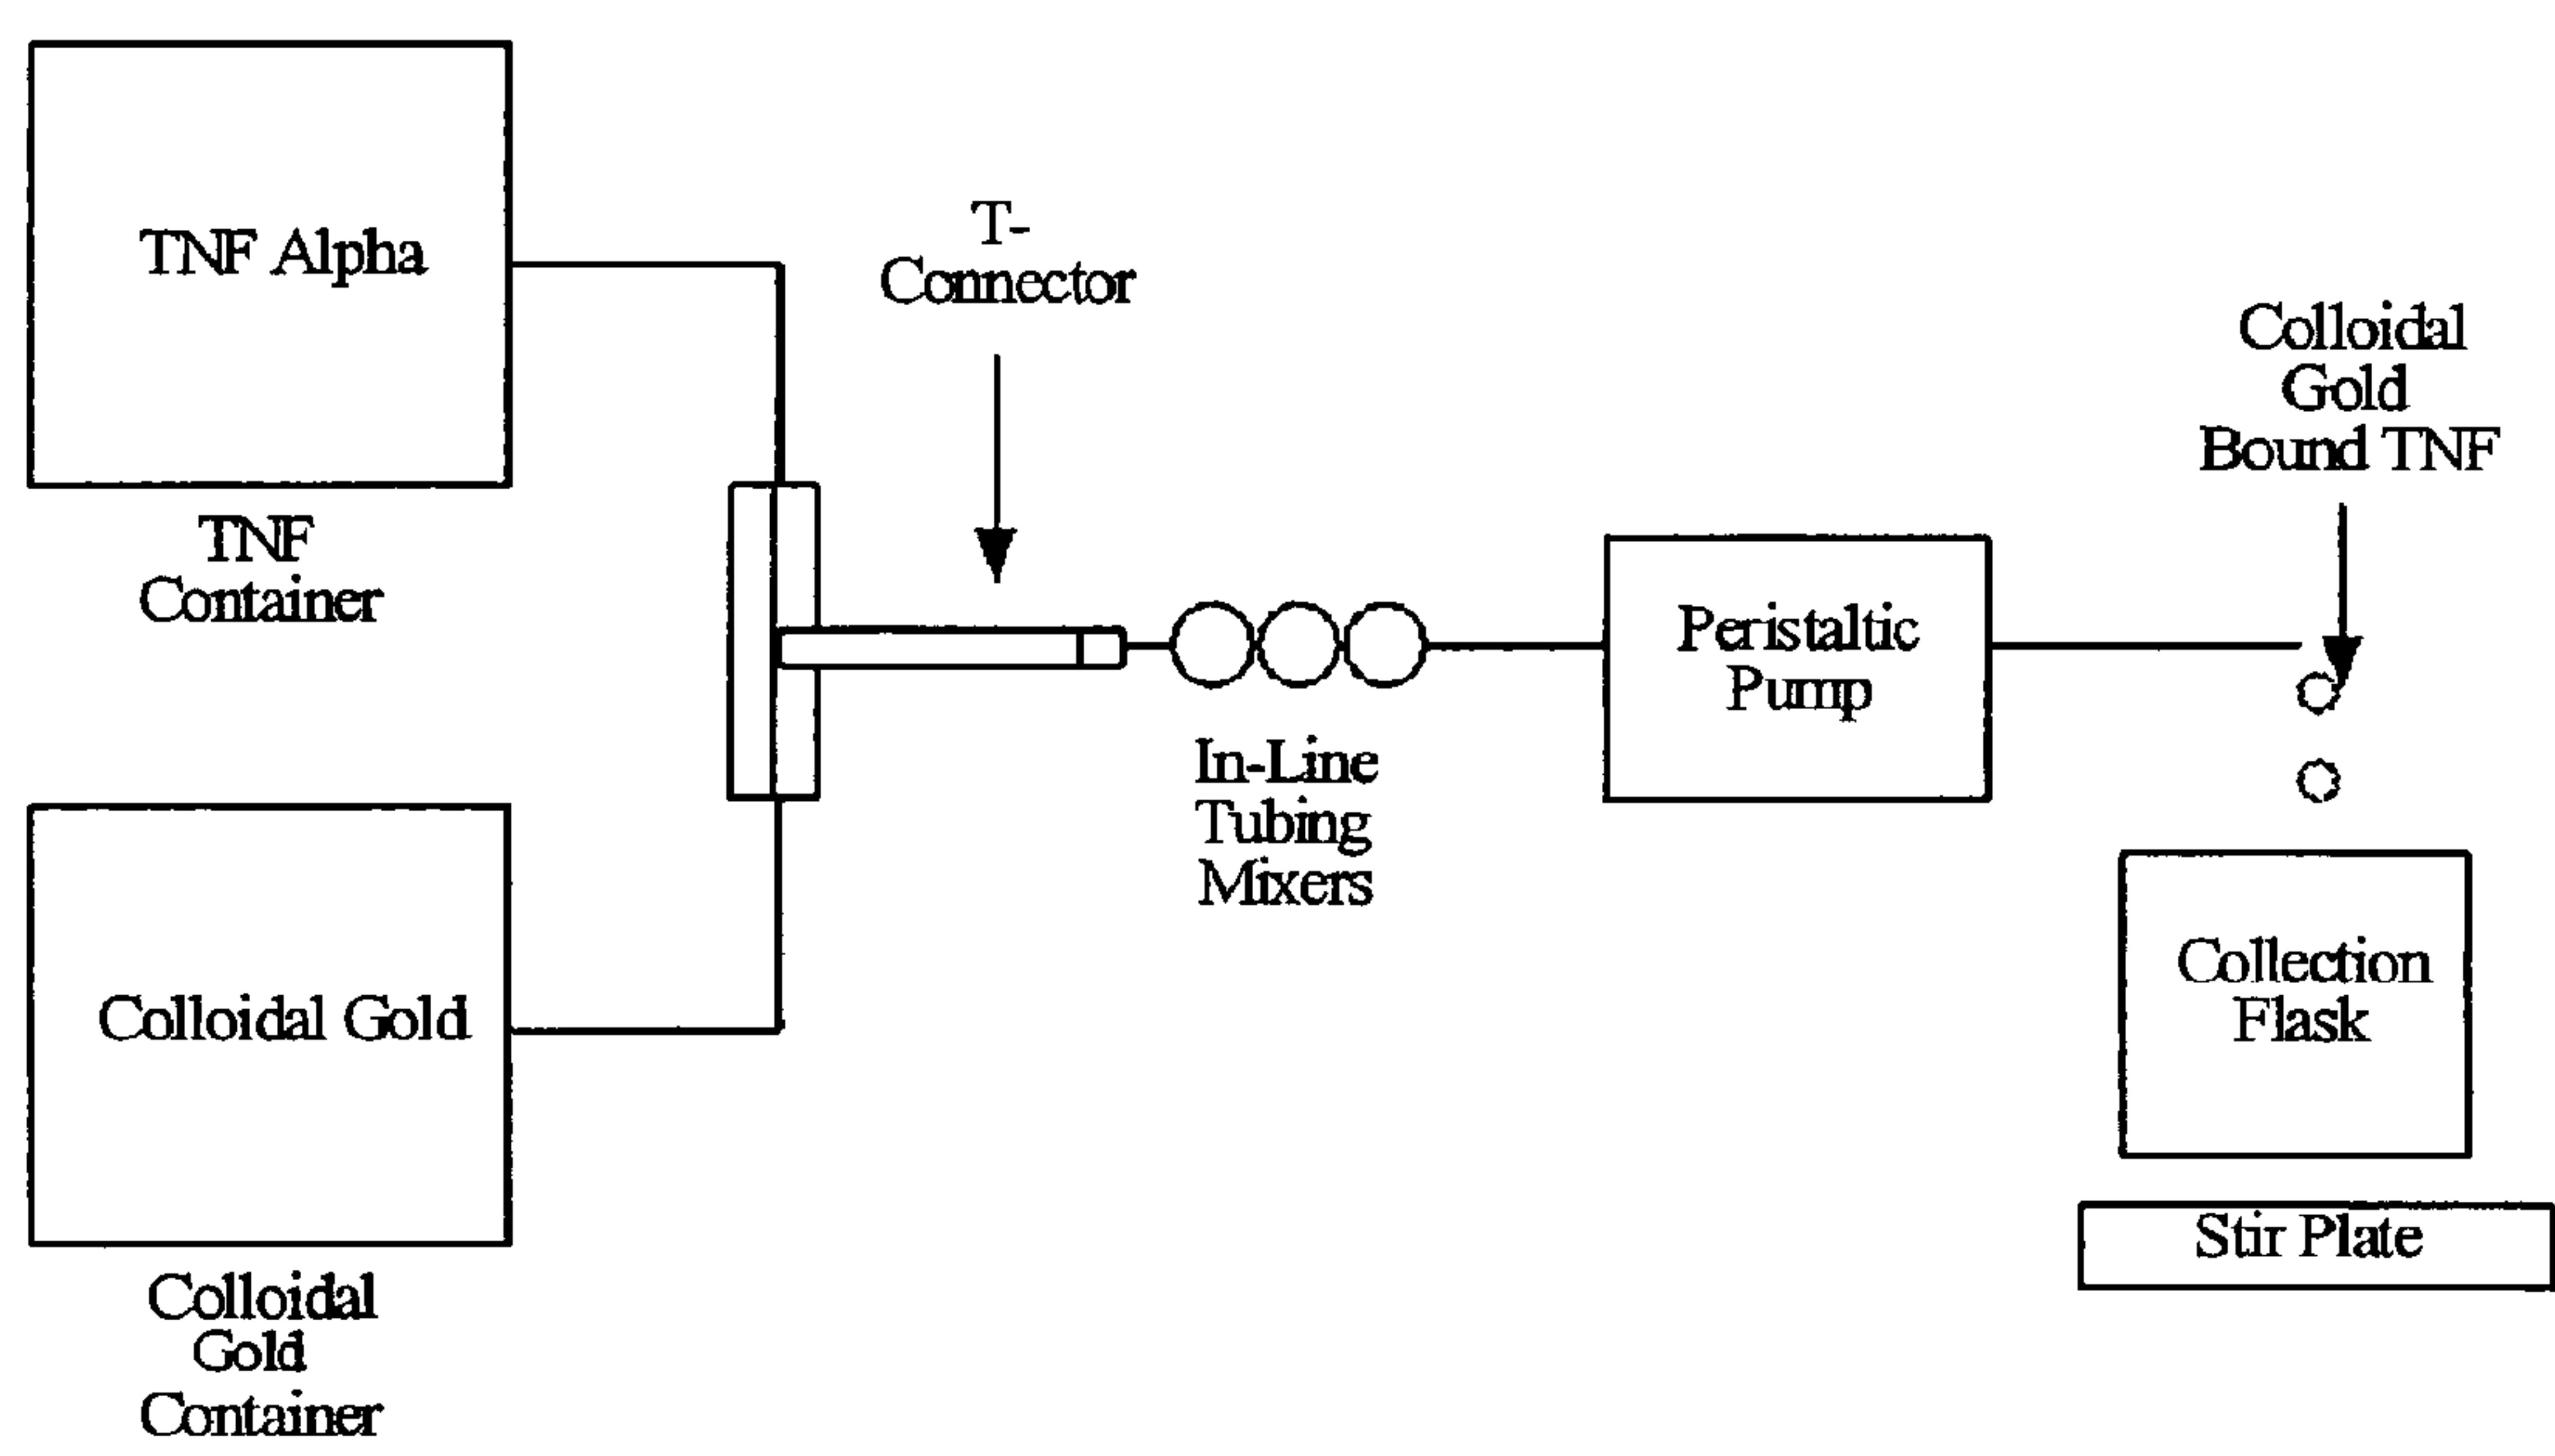 TNF Alpha
TNF
Container
T-
Connector
Colloidal Gold
Colloidal
Gold
Container
In-Line
Tubing
Mixers
Peristaltic
Pump
Colloidal
Gold
Bound TNF
Collection
Flask
Stir Plate